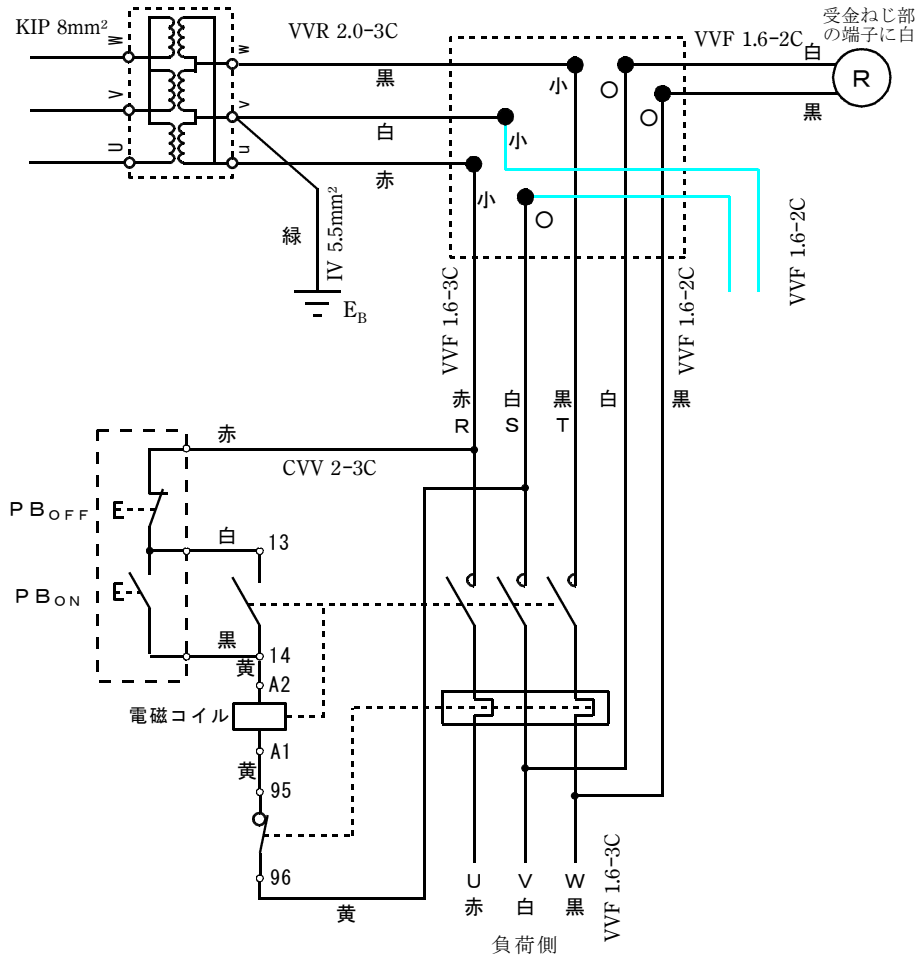 KIP 8mm²
VVR 2.0-3C
VVF 1.6-2C
受金ねじ部
の端子に白
W
V
U
w
v
u
黒
白
赤
小
小
小
白
黒
R
緑
IV 5.5mm²
E_B
VVF 1.6-3C
VVF 1.6-2C
VVF 1.6-2C
赤
白
黒
白
黒
R
S
T
赤
CVV 2-3C
PB_OFF
白
13
PB_ON
黒
14
黄
A2
電磁コイル
A1
黄
95
96
黄
U
V
W
赤
白
黒
VVF 1.6-3C
負荷側